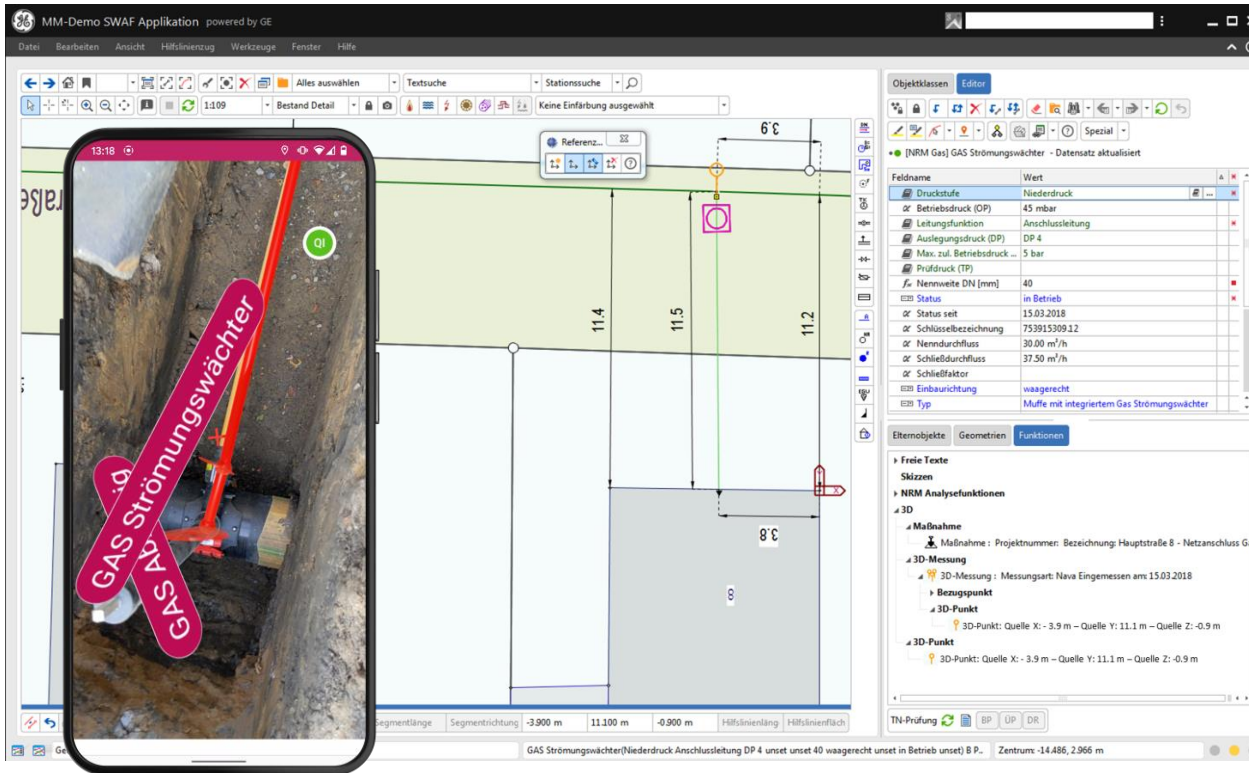 MM-Demo SWAF Applikation powered by GE
Datei Bearbeiten Ansicht Hilfslinienzug Werkzeuge Fenster Hilfe
Alles auswählen Textsuche Stationssuche
1:109 Bestand Detail Keine Einfärbung ausgewählt
Referenz...
13:18
QI
GAS Strömungswächter
GAS Ab
aße
3.9
11.4
11.5
11.2
3.8
8
X
Objektklassen Editor
Spezial
[NRM Gas] GAS Strömungswächter - Datensatz aktualisiert
Feldname Wert
Druckstufe Niederdruck ...
Betriebsdruck (OP) 45 mbar
Leitungsfunktion Anschlussleitung
Auslegungsdruck (DP) DP 4
Max. zul. Betriebsdruck ... 5 bar
Prüfdruck (TP)
Nennweite DN [mm] 40
Status in Betrieb
Status seit 15.03.2018
Schlüsselbezeichnung 753915309.12
Nenndurchfluss 30.00 m³/h
Schließdurchfluss 37.50 m³/h
Schließfaktor
Einbaurichtung waagerecht
Typ Muffe mit integriertem Gas Strömungswächter
Elternobjekte Geometrien Funktionen
Freie Texte
Skizzen
NRM Analysefunktionen
3D
Maßnahme
Maßnahme : Projektnummer: Bezeichnung: Hauptstraße 8 - Netzanschluss Ga
3D-Messung
3D-Messung : Messungsart: Nava Eingemessen am: 15.03.2018
Bezugspunkt
3D-Punkt
3D-Punkt: Quelle X: - 3.9 m – Quelle Y: 11.1 m – Quelle Z: -0.9 m
3D-Punkt
3D-Punkt: Quelle X: - 3.9 m – Quelle Y: 11.1 m – Quelle Z: -0.9 m
TN-Prüfung BP ÜP DR
Segmentlänge Segmentrichtung -3.900 m 11.100 m -0.900 m Hilfslinienläng Hilfslinienfläch
Ge
GAS Strömungswächter(Niederdruck Anschlussleitung DP 4 unset unset 40 waagerecht unset in Betrieb unset) B P.. Zentrum: -14.486, 2.966 m